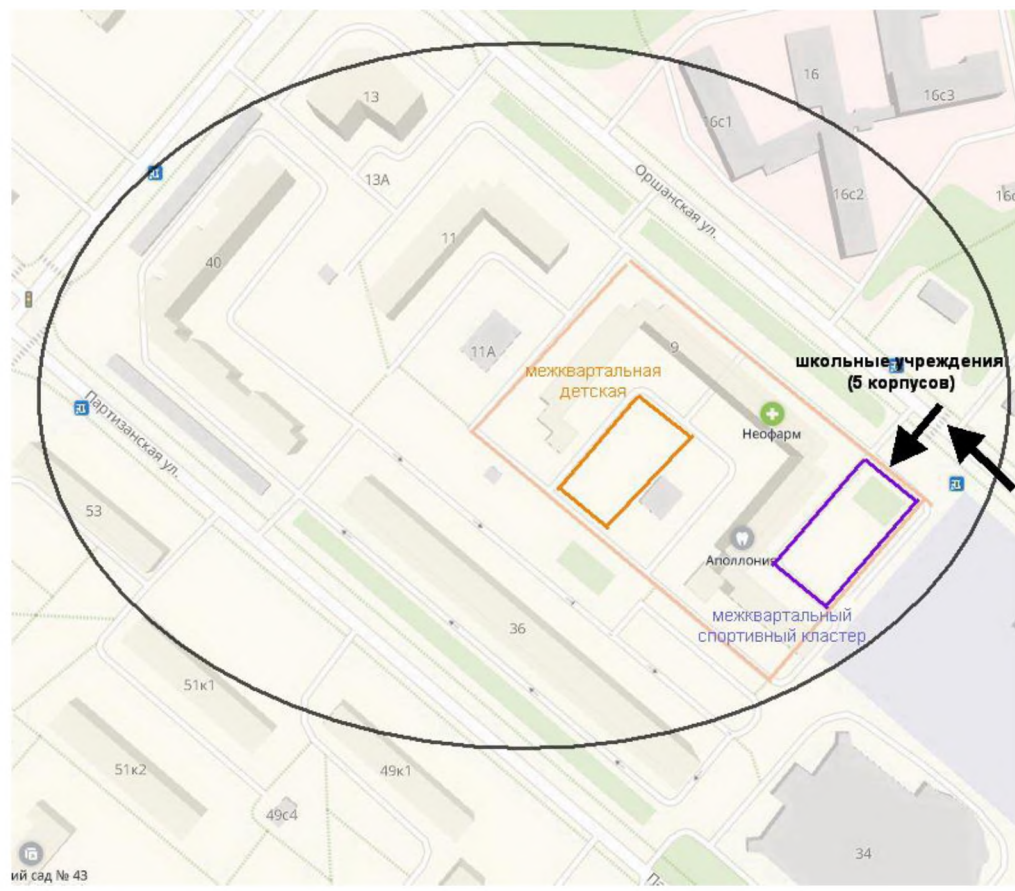 13
16
16с1
16с3
Оршанская ул.
13А
16с2
11
40
11А
9
школьные учреждения
(5 корпусов)
межквартальная
детская
Неофарм
Партизанская ул.
53
Аполлония
межквартальный
спортивный кластер
36
51к1
51к2
49к1
49с4
34
ий сад № 43